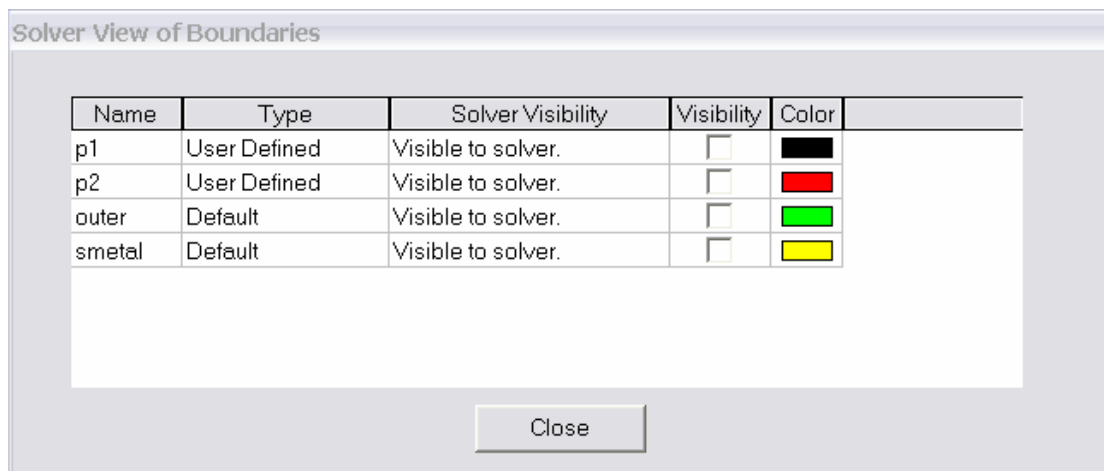 Solver View of Boundaries
Name Type Solver Visibility Visibility Color
p1 User Defined Visible to solver.
p2 User Defined Visible to solver.
outer Default Visible to solver.
smetal Default Visible to solver.
Close